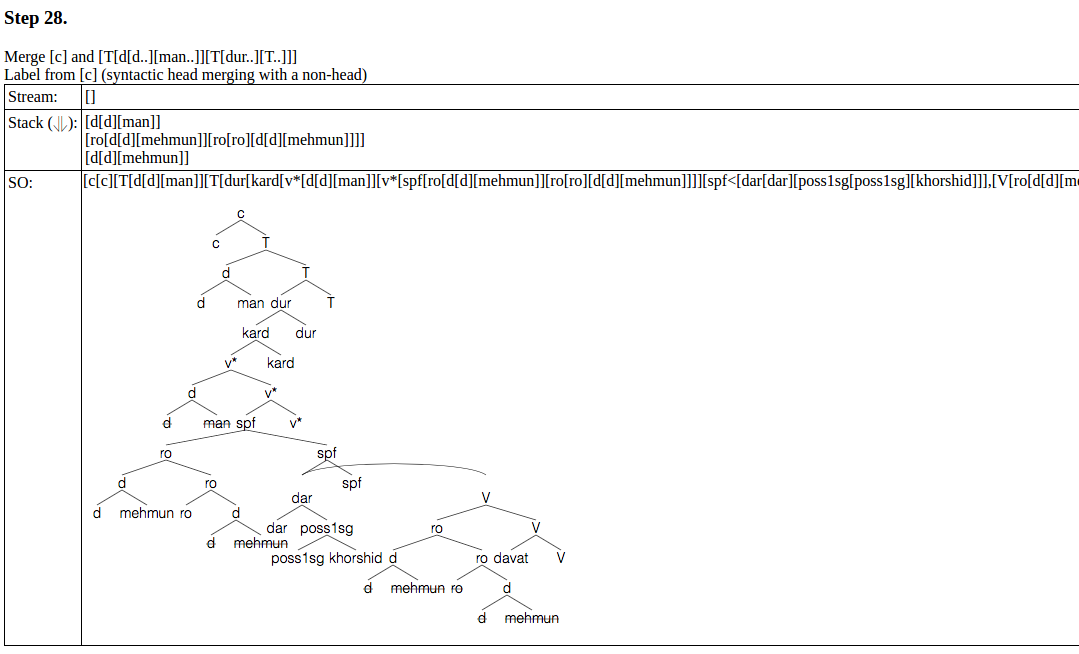 Step 28.
Merge [c] and [T[d[d..][man..]][T[dur..][T..]]]
Label from [c] (syntactic head merging with a non-head)
Stream: []
Stack (): [d[d][man]]
[ro[d[d][mehmun]][ro[ro][d[d][mehmun]]]]
[d[d][mehmun]]
SO: [c[c][T[d[d][man]][T[dur[kard[v*[d[d][man]][v*[spf[ro[d[d][mehmun]][ro[ro][d[d][mehmun]]]][spf<[dar[dar][poss1sg[poss1sg][khorshid]]],[V[ro[d[d][me
c
c T
d T
d man dur T
kard dur
v* kard
d v*
d man spf v*
ro spf
d ro spf
dar V
d mehmun ro d
dar poss1sg ro V
d mehmun
poss1sg khorshid d ro davat V
d mehmun ro d
d mehmun